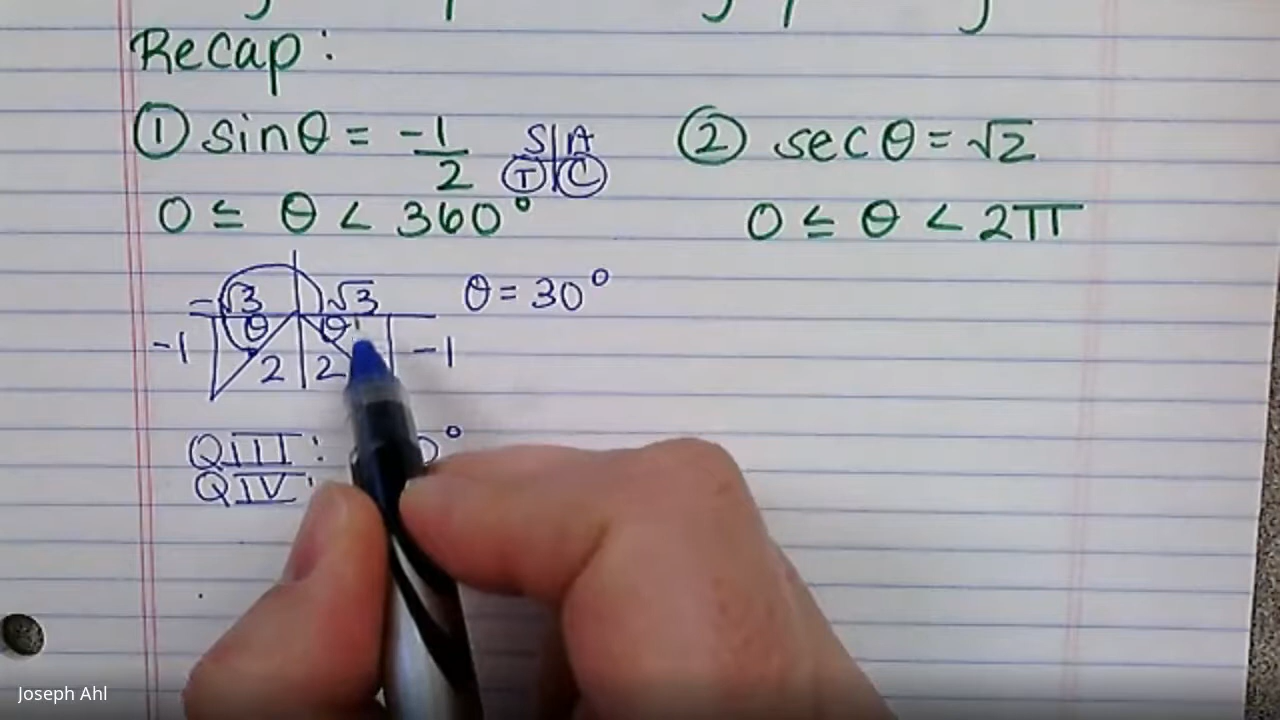 Recap:
① sinθ = -1/2
S | A
T | C
0 ≤ θ < 360°
-√3 √3
θ = 30°
θ θ
-1 2 2 -1
QIII:
QIV:
② secθ = √2
0 ≤ θ < 2π
Joseph Ahl